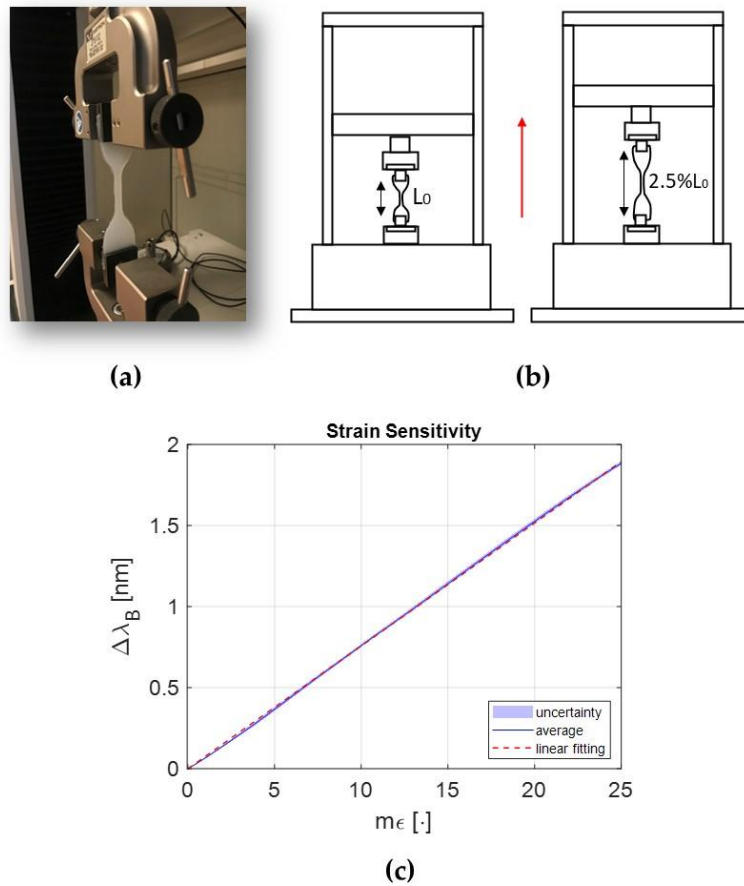 L0
2.5%L0
(a)
(b)
Strain Sensitivity
2
1.5
1
0.5
0
ΔλB [nm]
uncertainty
average
linear fitting
0 5 10 15 20 25
mϵ [·]
(c)